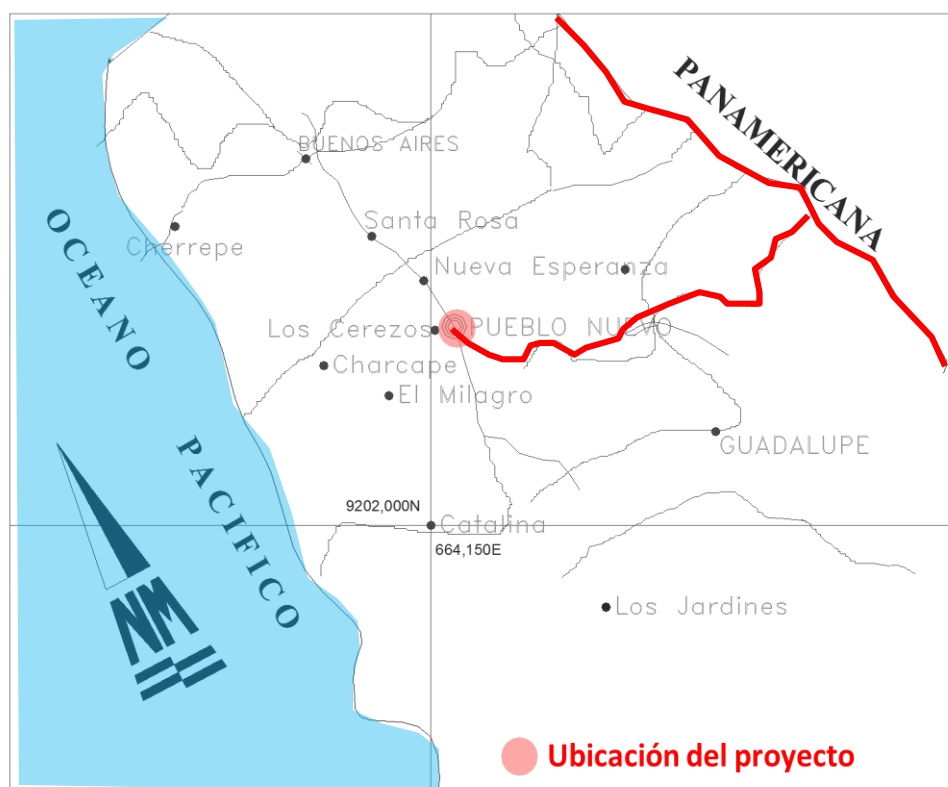 PANAMERICANA
BUENOS AIRES
OCEANO
Santa Rosa
Cherrepe
Nueva Esperanza
Los Cerezos
PUEBLO NUEVO
Charcape
El Milagro
PACIFICO
GUADALUPE
9202,000N
Catalina
664,150E
NM
Los Jardines
Ubicación del proyecto